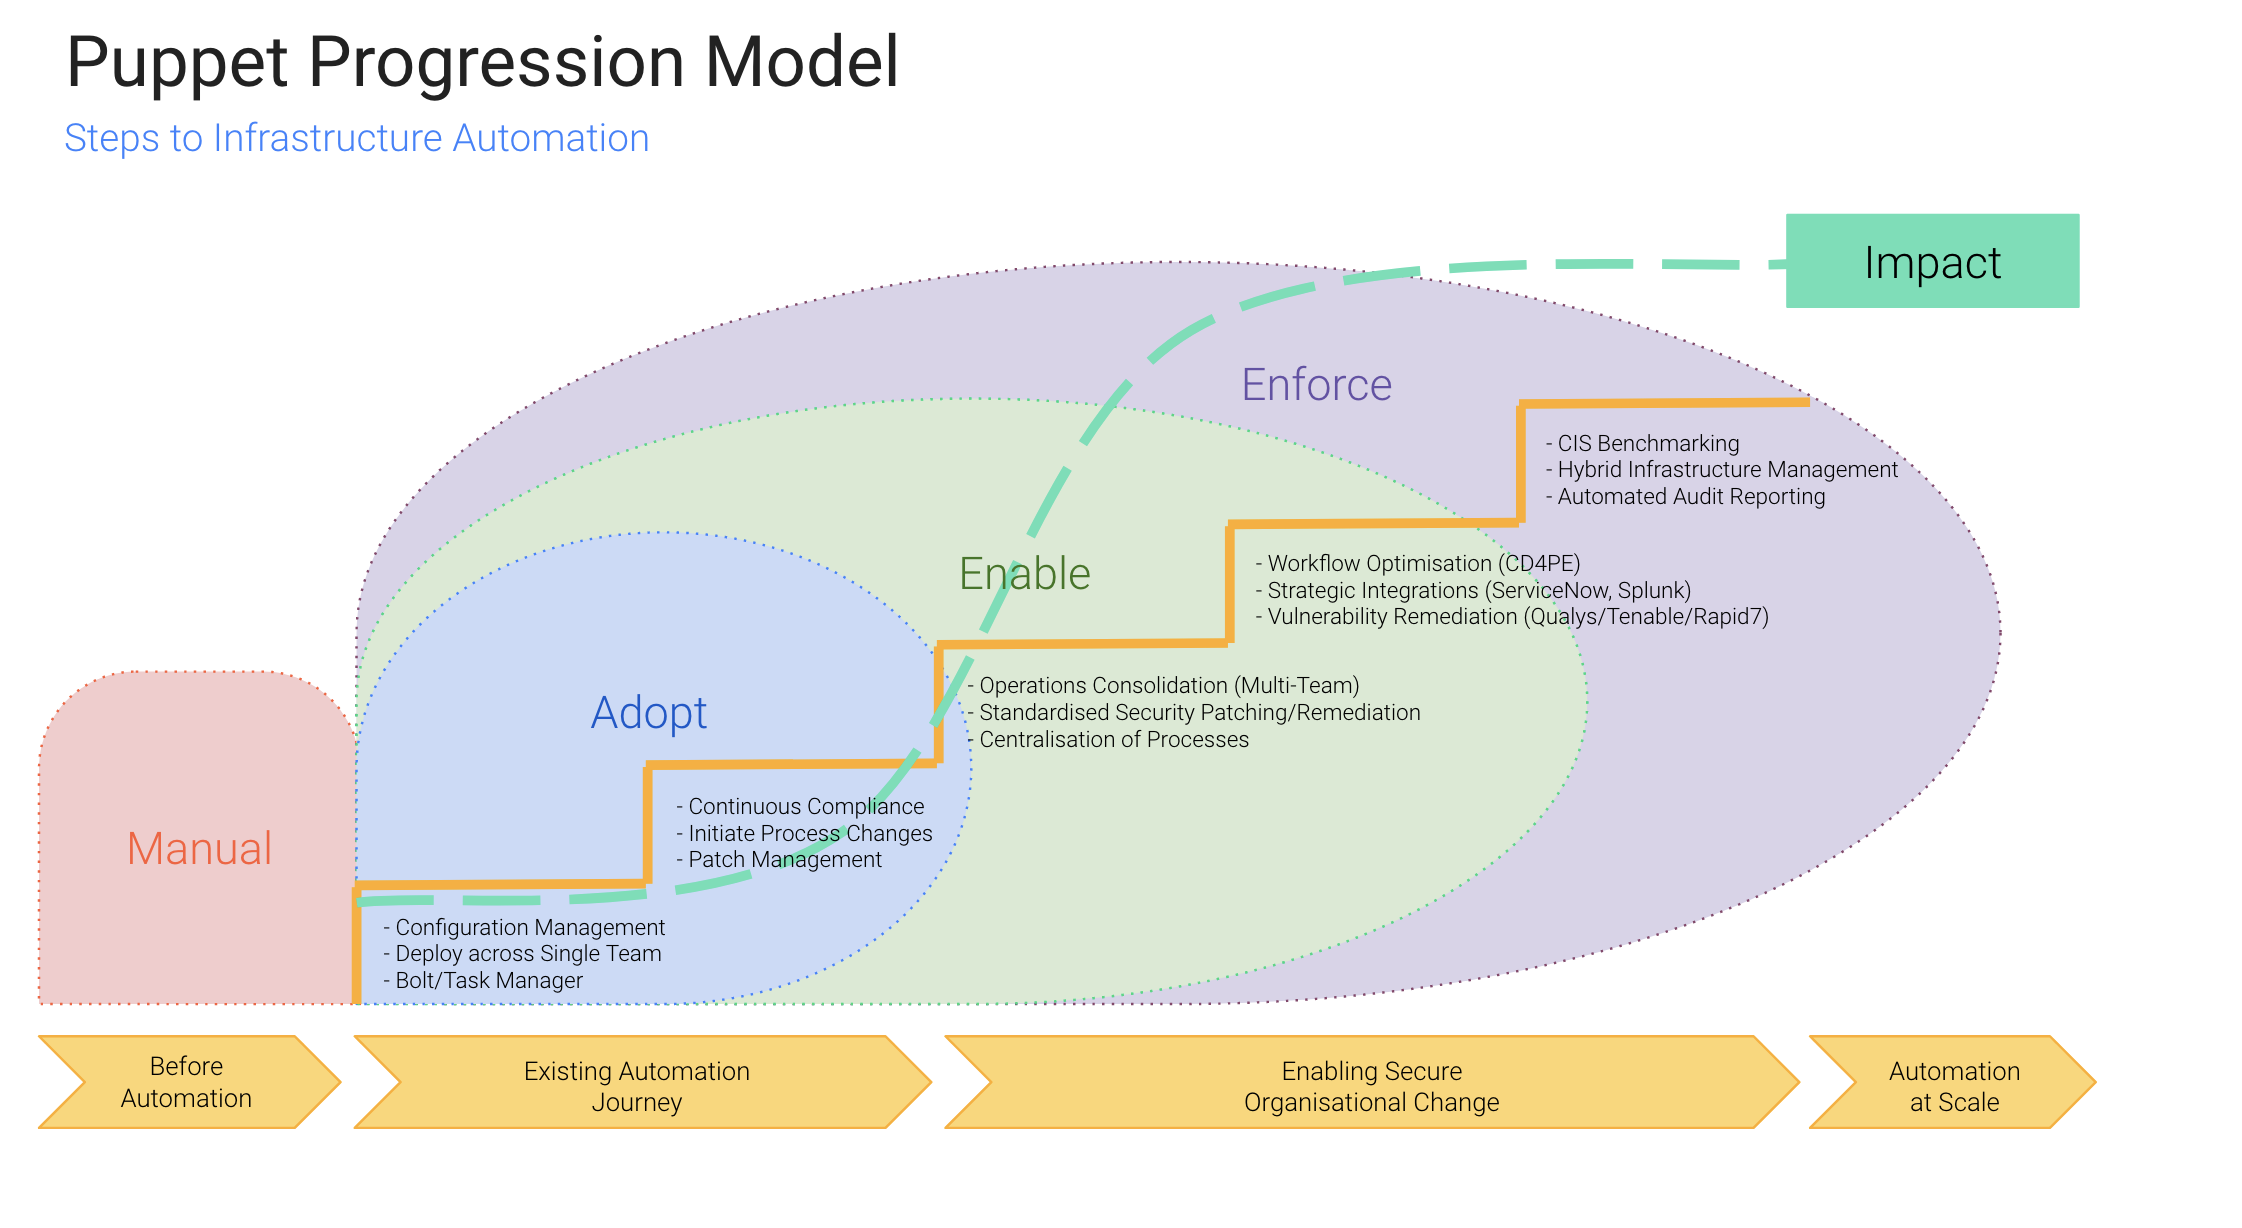 Puppet Progression Model
Steps to Infrastructure Automation
Impact
Enforce
- CIS Benchmarking
- Hybrid Infrastructure Management
- Automated Audit Reporting
Enable
- Workflow Optimisation (CD4PE)
- Strategic Integrations (ServiceNow, Splunk)
- Vulnerability Remediation (Qualys/Tenable/Rapid7)
- Operations Consolidation (Multi-Team)
- Standardised Security Patching/Remediation
- Centralisation of Processes
Adopt
- Continuous Compliance
- Initiate Process Changes
- Patch Management
Manual
- Configuration Management
- Deploy across Single Team
- Bolt/Task Manager
Before
Automation
Existing Automation
Journey
Enabling Secure
Organisational Change
Automation
at Scale